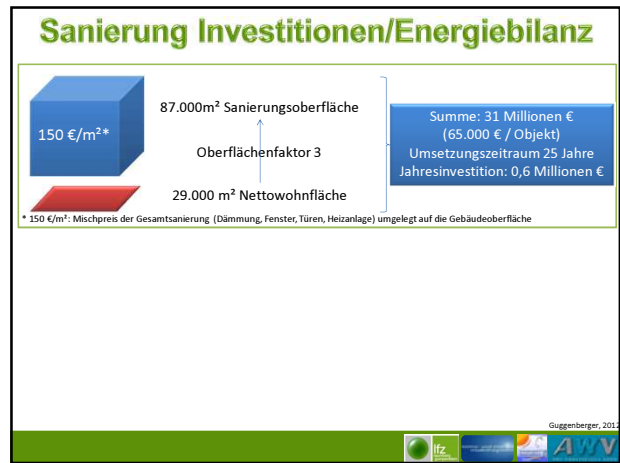 Sanierung Investitionen/Energiebilanz
150 €/m²*
87.000m² Sanierungsoberfläche
Oberflächenfaktor 3
29.000 m² Nettowohnfläche
Summe: 31 Millionen €
(65.000 € / Objekt)
Umsetzungszeitraum 25 Jahre
Jahresinvestition: 0,6 Millionen €
* 150 €/m²: Mischpreis der Gesamtsanierung (Dämmung, Fenster, Türen, Heizanlage) umgelegt auf die Gebäudeoberfläche
Guggenberger, 2012
lfz
AWV